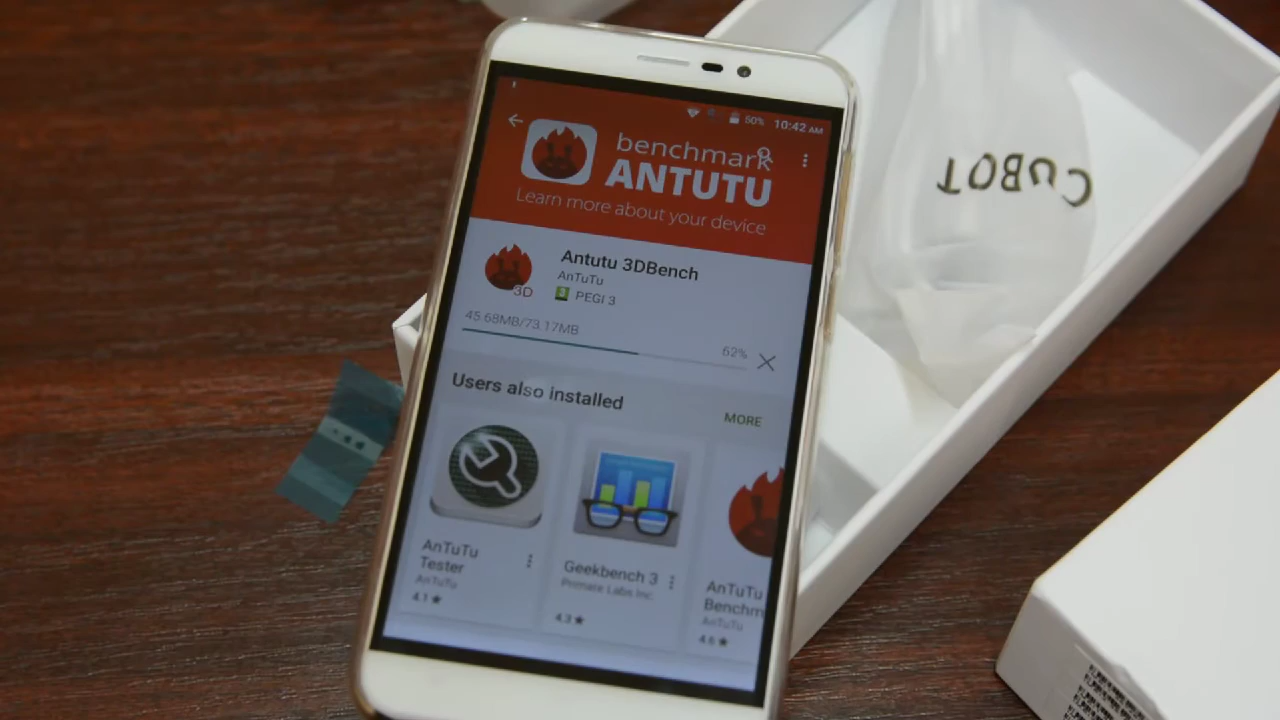 50% 10:42 AM
benchmark
ANTUTU
Learn more about your device
Antutu 3DBench
AnTuTu
3D
3 PEGI 3
45.68MB/73.17MB
62%
Users also installed
MORE
AnTuTu
Tester
AnTuTu
4.1★
Geekbench 3
Primate Labs Inc.
4.3★
AnTuTu
Benchm
AnTuTu
4.6★
CUBOT